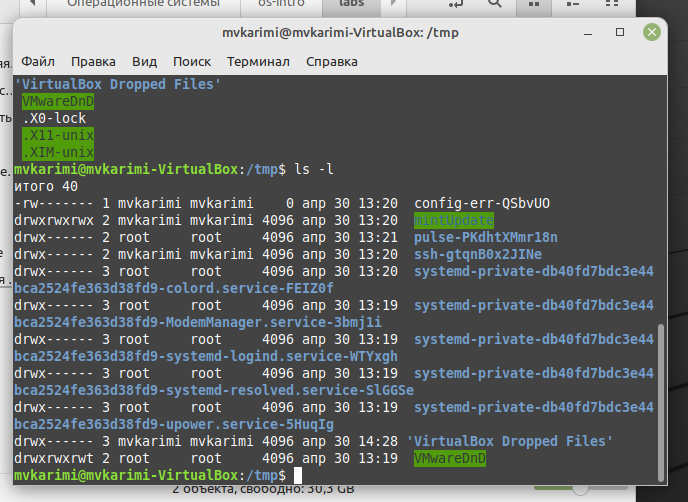 Операционные системы os-intro labs
mvkarimi@mvkarimi-VirtualBox: /tmp
Файл Правка Вид Поиск Терминал Справка
'VirtualBox Dropped Files'
VMwareDnD
.X0-lock
.X11-unix
.XIM-unix
mvkarimi@mvkarimi-VirtualBox:/tmp$ ls -l
итого 40
-rw------- 1 mvkarimi mvkarimi    0 апр 30 13:20  config-err-QSbvUO
drwxrwxrwx 2 mvkarimi mvkarimi 4096 апр 30 13:20  mintUpdate
drwx------ 2 root     root     4096 апр 30 13:21  pulse-PKdhtXMmr18n
drwx------ 2 mvkarimi mvkarimi 4096 апр 30 13:20  ssh-gtqnB0x2JINe
drwx------ 3 root     root     4096 апр 30 13:20  systemd-private-db40fd7bdc3e44
bca2524fe363d38fd9-colord.service-FEIZ0f
drwx------ 3 root     root     4096 апр 30 13:19  systemd-private-db40fd7bdc3e44
bca2524fe363d38fd9-ModemManager.service-3bmj1i
drwx------ 3 root     root     4096 апр 30 13:19  systemd-private-db40fd7bdc3e44
bca2524fe363d38fd9-systemd-logind.service-WTYxgh
drwx------ 3 root     root     4096 апр 30 13:19  systemd-private-db40fd7bdc3e44
bca2524fe363d38fd9-systemd-resolved.service-SlGGSe
drwx------ 3 root     root     4096 апр 30 13:19  systemd-private-db40fd7bdc3e44
bca2524fe363d38fd9-upower.service-5HuqIg
drwx------ 3 mvkarimi mvkarimi 4096 апр 30 14:28 'VirtualBox Dropped Files'
drwxrwxrwt 2 root     root     4096 апр 30 13:19  VMwareDnD
mvkarimi@mvkarimi-VirtualBox:/tmp$
2 объекта, свободно: 30,3 GB